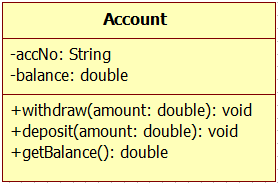 Account
-accNo: String
-balance: double
+withdraw(amount: double): void
+deposit(amount: double): void
+getBalance(): double